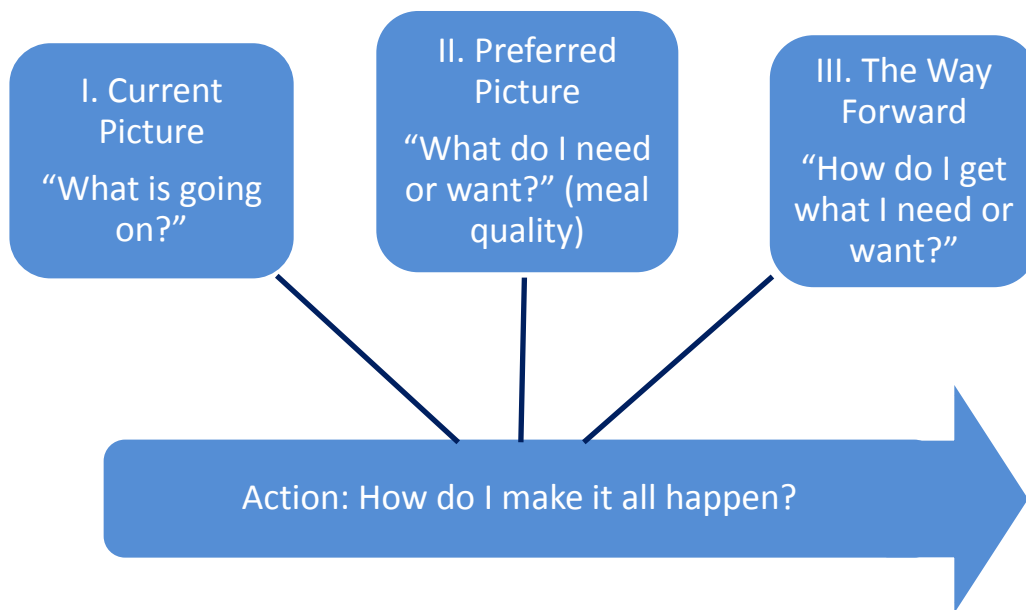 I. Current
Picture
“What is going
on?”
II. Preferred
Picture
“What do I need
or want?” (meal
quality)
III. The Way
Forward
“How do I get
what I need or
want?”
Action: How do I make it all happen?